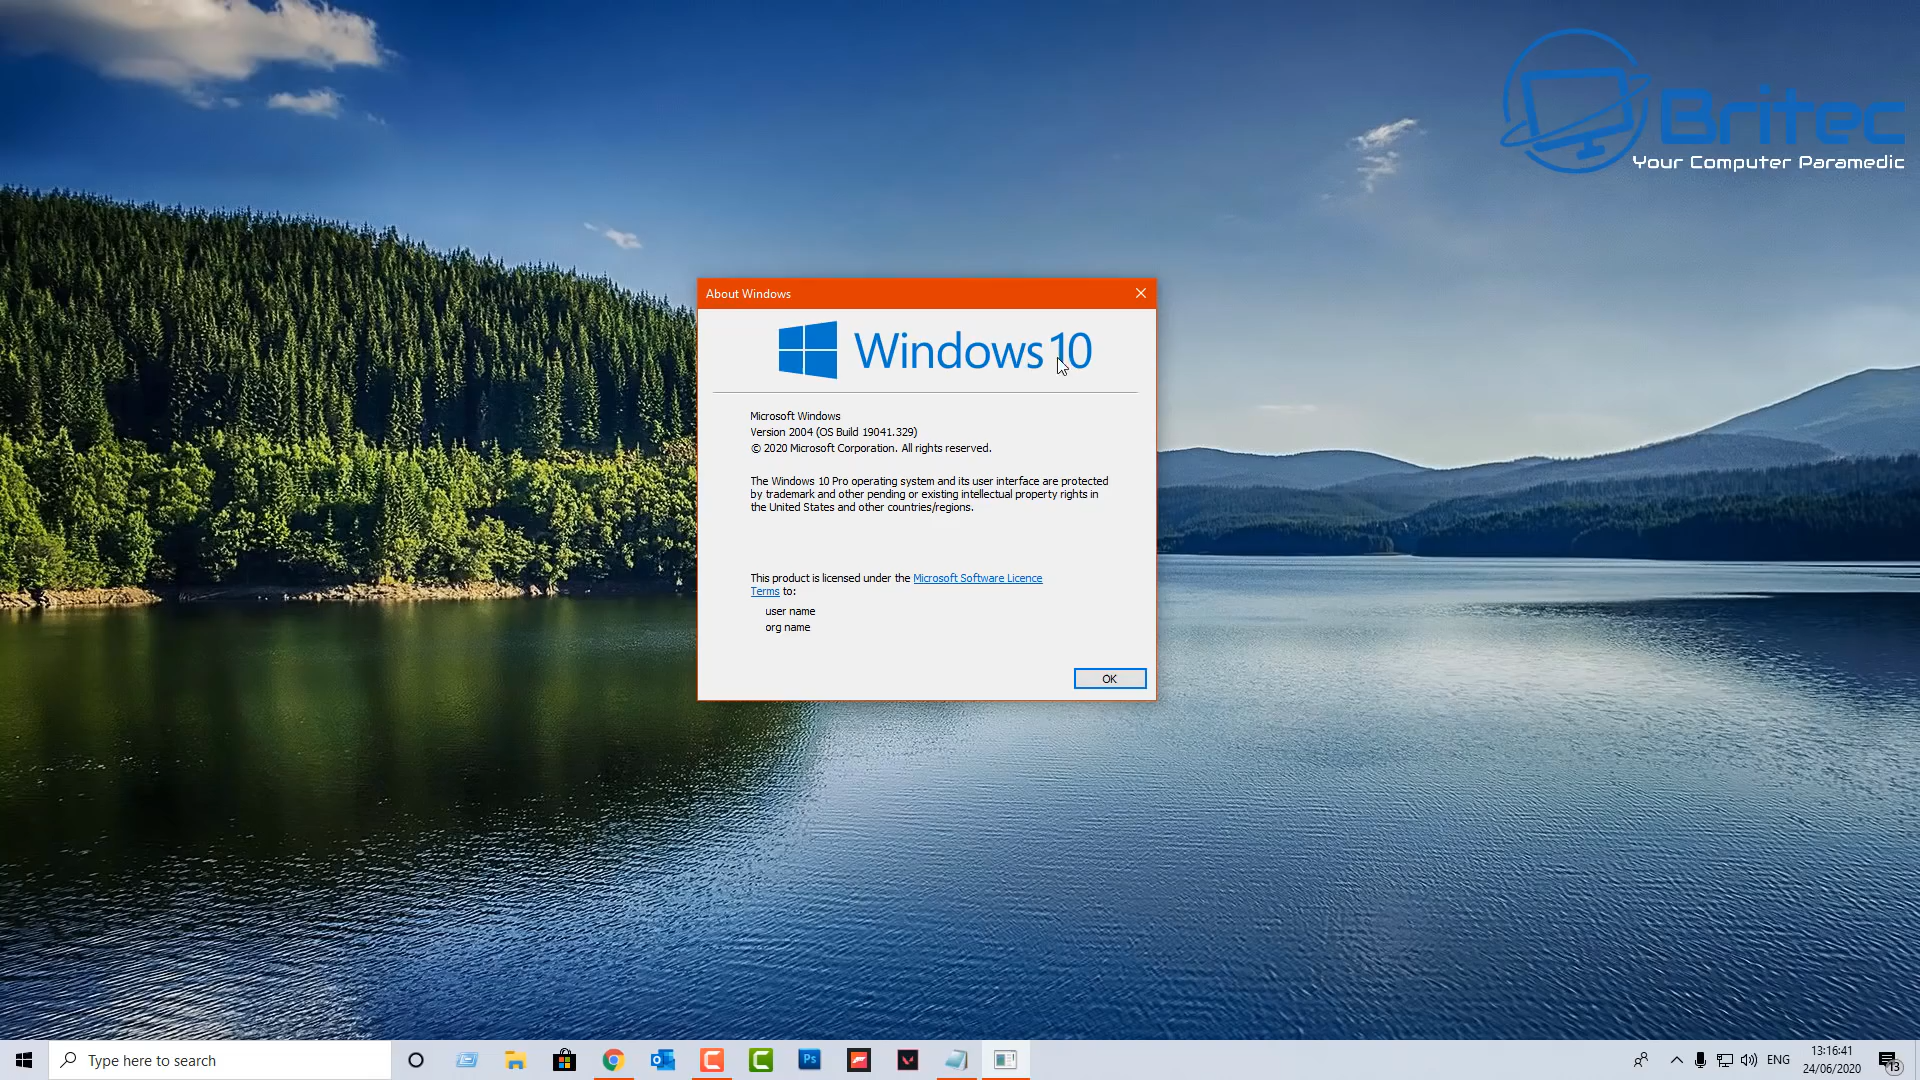 Britec
Your Computer Paramedic
About Windows
Windows 10
Microsoft Windows
Version 2004 (OS Build 19041.329)
© 2020 Microsoft Corporation. All rights reserved.
The Windows 10 Pro operating system and its user interface are protected
by trademark and other pending or existing intellectual property rights in
the United States and other countries/regions.
This product is licensed under the Microsoft Software Licence
Terms to:
user name
org name
OK
Type here to search
Ps
ENG
13:16:41
24/06/2020
13